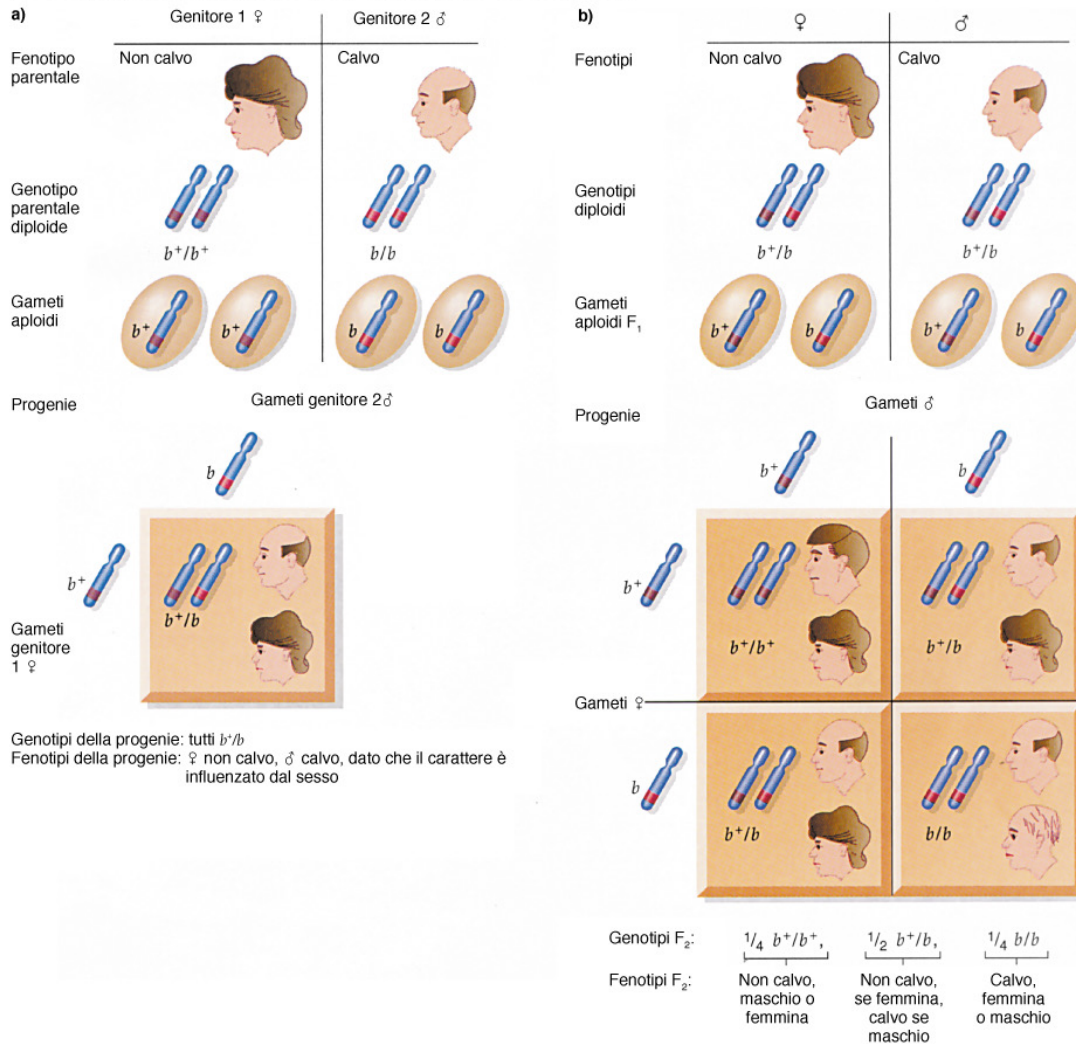 a)
Genitore 1 ♀
Genitore 2 ♂
Fenotipo
parentale
Non calvo
Calvo
Genotipo
parentale
diploide
b⁺/b⁺
b/b
Gameti
aploidi
b⁺
b⁺
b
b
Progenie
Gameti genitore 2♂
b
b⁺
b⁺/b
Gameti
genitore
1 ♀
Genotipi della progenie: tutti b⁺/b
Fenotipi della progenie: ♀ non calvo, ♂ calvo, dato che il carattere è
influenzato dal sesso
b)
♀
♂
Fenotipi
Non calvo
Calvo
Genotipi
diploidi
b⁺/b
b⁺/b
Gameti
aploidi F₁
b⁺
b
b⁺
b
Progenie
Gameti ♂
b⁺
b
b⁺
b⁺/b⁺
b⁺/b
Gameti ♀
b
b⁺/b
b/b
Genotipi F₂: 1/4 b⁺/b⁺, 1/2 b⁺/b, 1/4 b/b
Fenotipi F₂:
Non calvo,
maschio o
femmina
Non calvo,
se femmina,
calvo se
maschio
Calvo,
femmina
o maschio